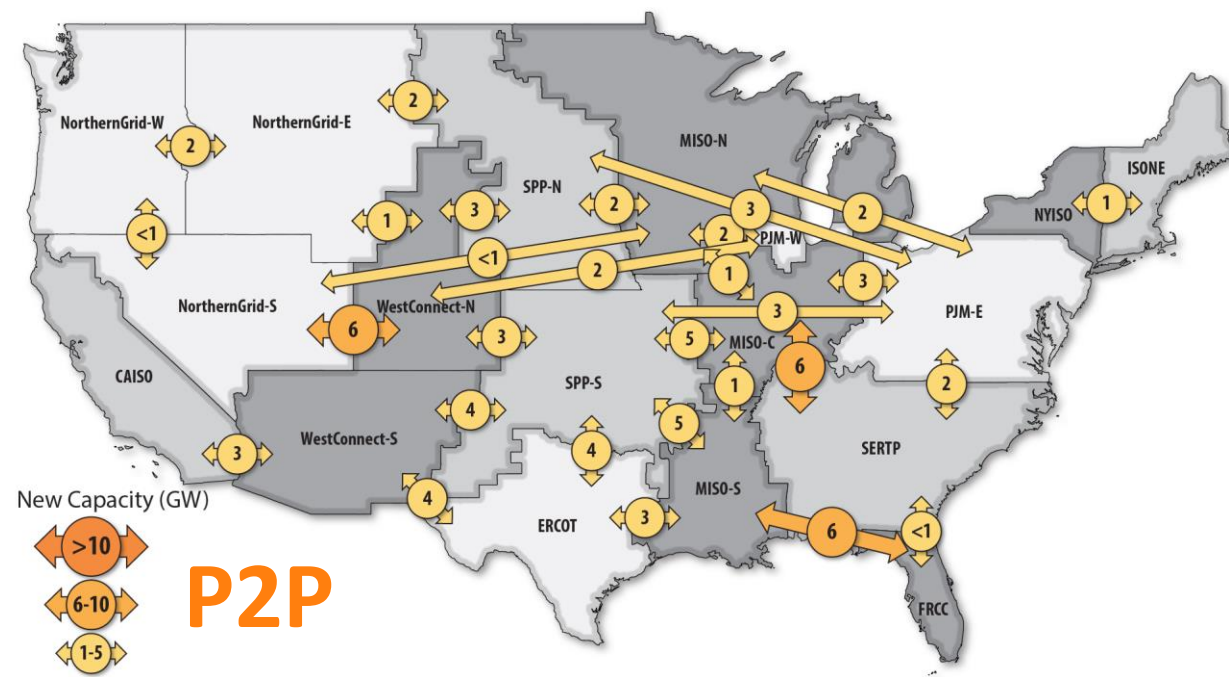 2
NorthernGrid-W
NorthernGrid-E
MISO-N
2
ISONE
SPP-N
3
2
1
3
2
2
1
NYISO
<1
2
PJM-W
<1
2
1
3
NorthernGrid-S
WestConnect-N
3
PJM-E
6
3
5
MISO-C
6
CAISO
SPP-S
1
2
4
5
WestConnect-S
SERTP
3
4
MISO-S
New Capacity (GW)
4
ERCOT
3
6
<1
>10
P2P
6-10
FRCC
1-5